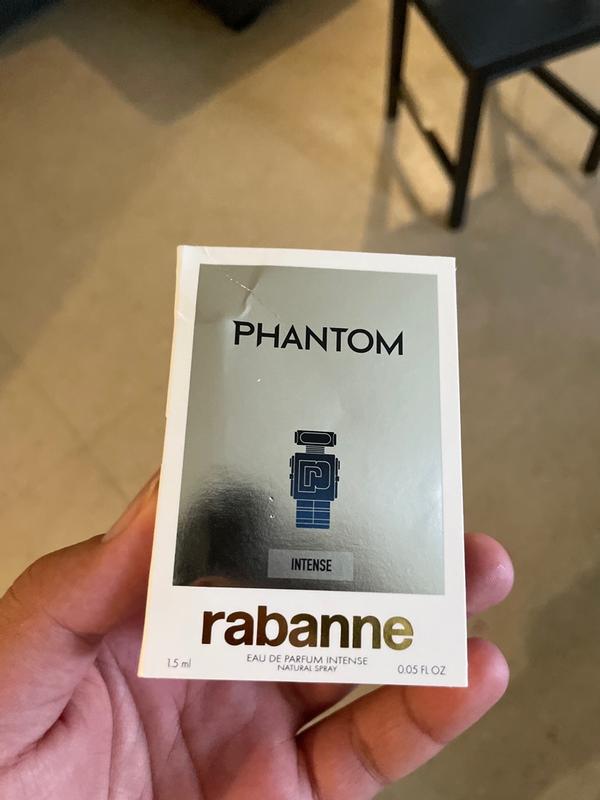 PHANTOM
INTENSE
rabanne
EAU DE PARFUM INTENSE
NATURAL SPRAY
1.5 ml
0.05 FL OZ